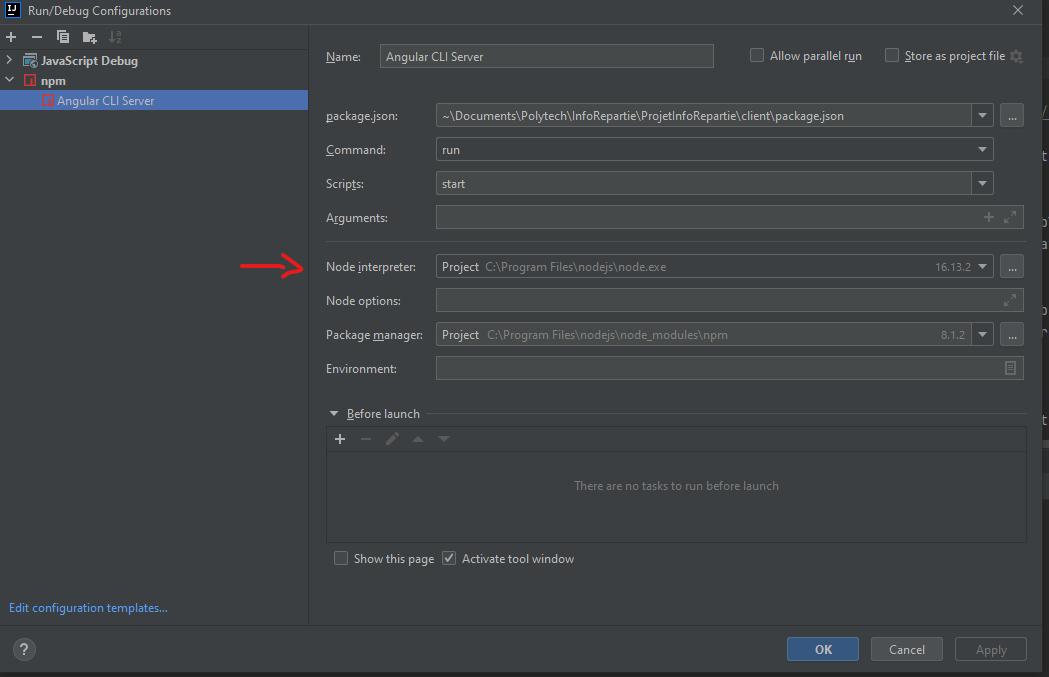 IJ Run/Debug Configurations
JavaScript Debug
npm
Angular CLI Server
Edit configuration templates...
Name: Angular CLI Server Allow parallel run Store as project file
package.json: ~\Documents\Polytech\InfoRepartie\ProjetInfoRepartie\client\package.json ...
Command: run
Scripts: start
Arguments:
Node interpreter: Project C:\Program Files\nodejs\node.exe 16.13.2 ...
Node options:
Package manager: Project C:\Program Files\nodejs\node_modules\npm 8.1.2 ...
Environment:
Before launch
There are no tasks to run before launch
Show this page Activate tool window
? OK Cancel Apply